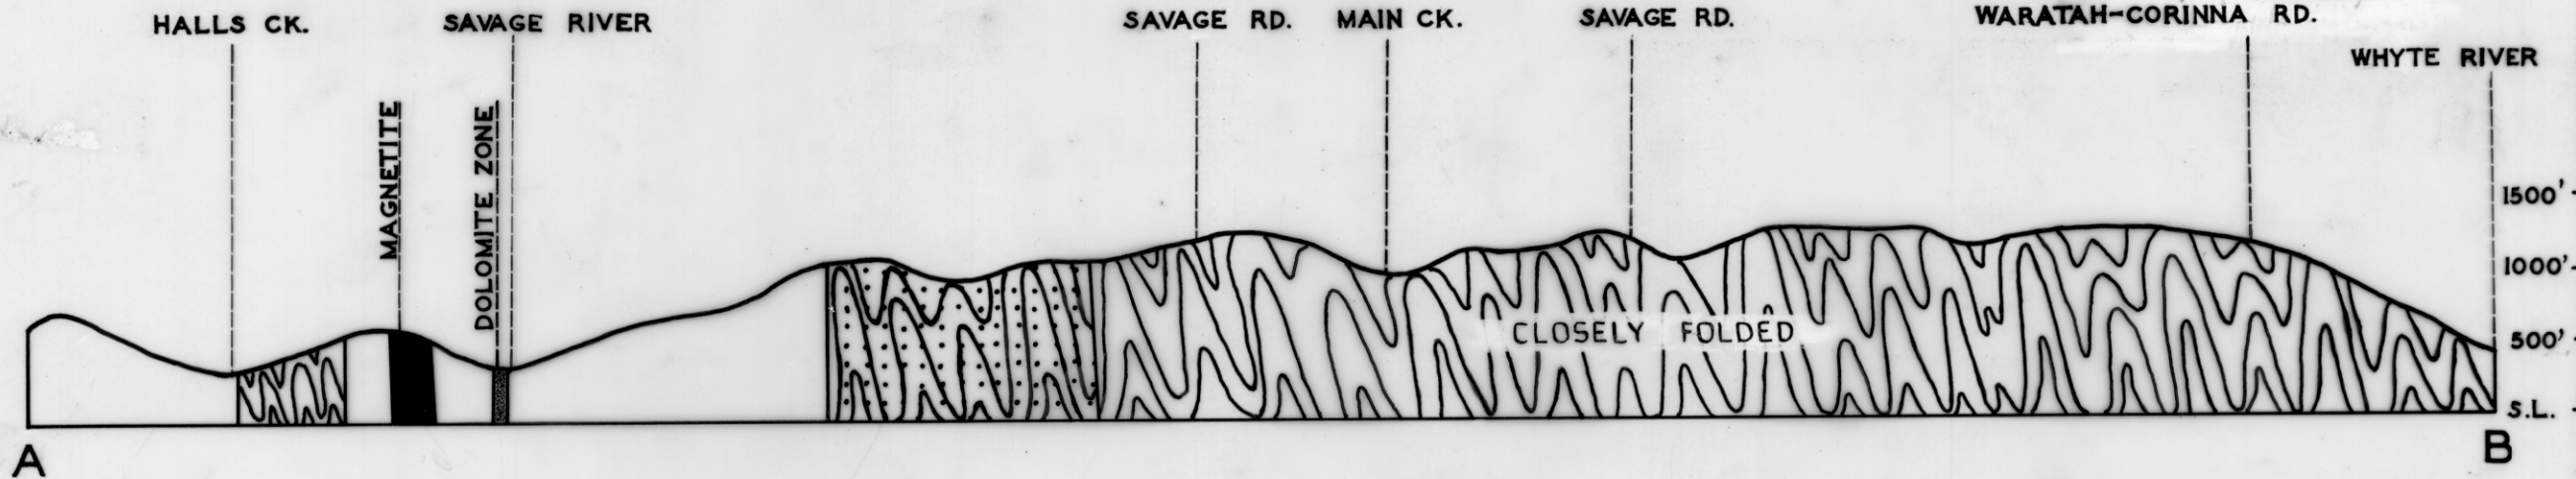 HALLS CK.
SAVAGE RIVER
SAVAGE RD.
MAIN CK.
SAVAGE RD.
WARATAH-CORINNA RD.
WHYTE RIVER
MAGNETITE
DOLOMITE ZONE
1500'
1000'
CLOSELY FOLDED
500'
S.L.
A
B